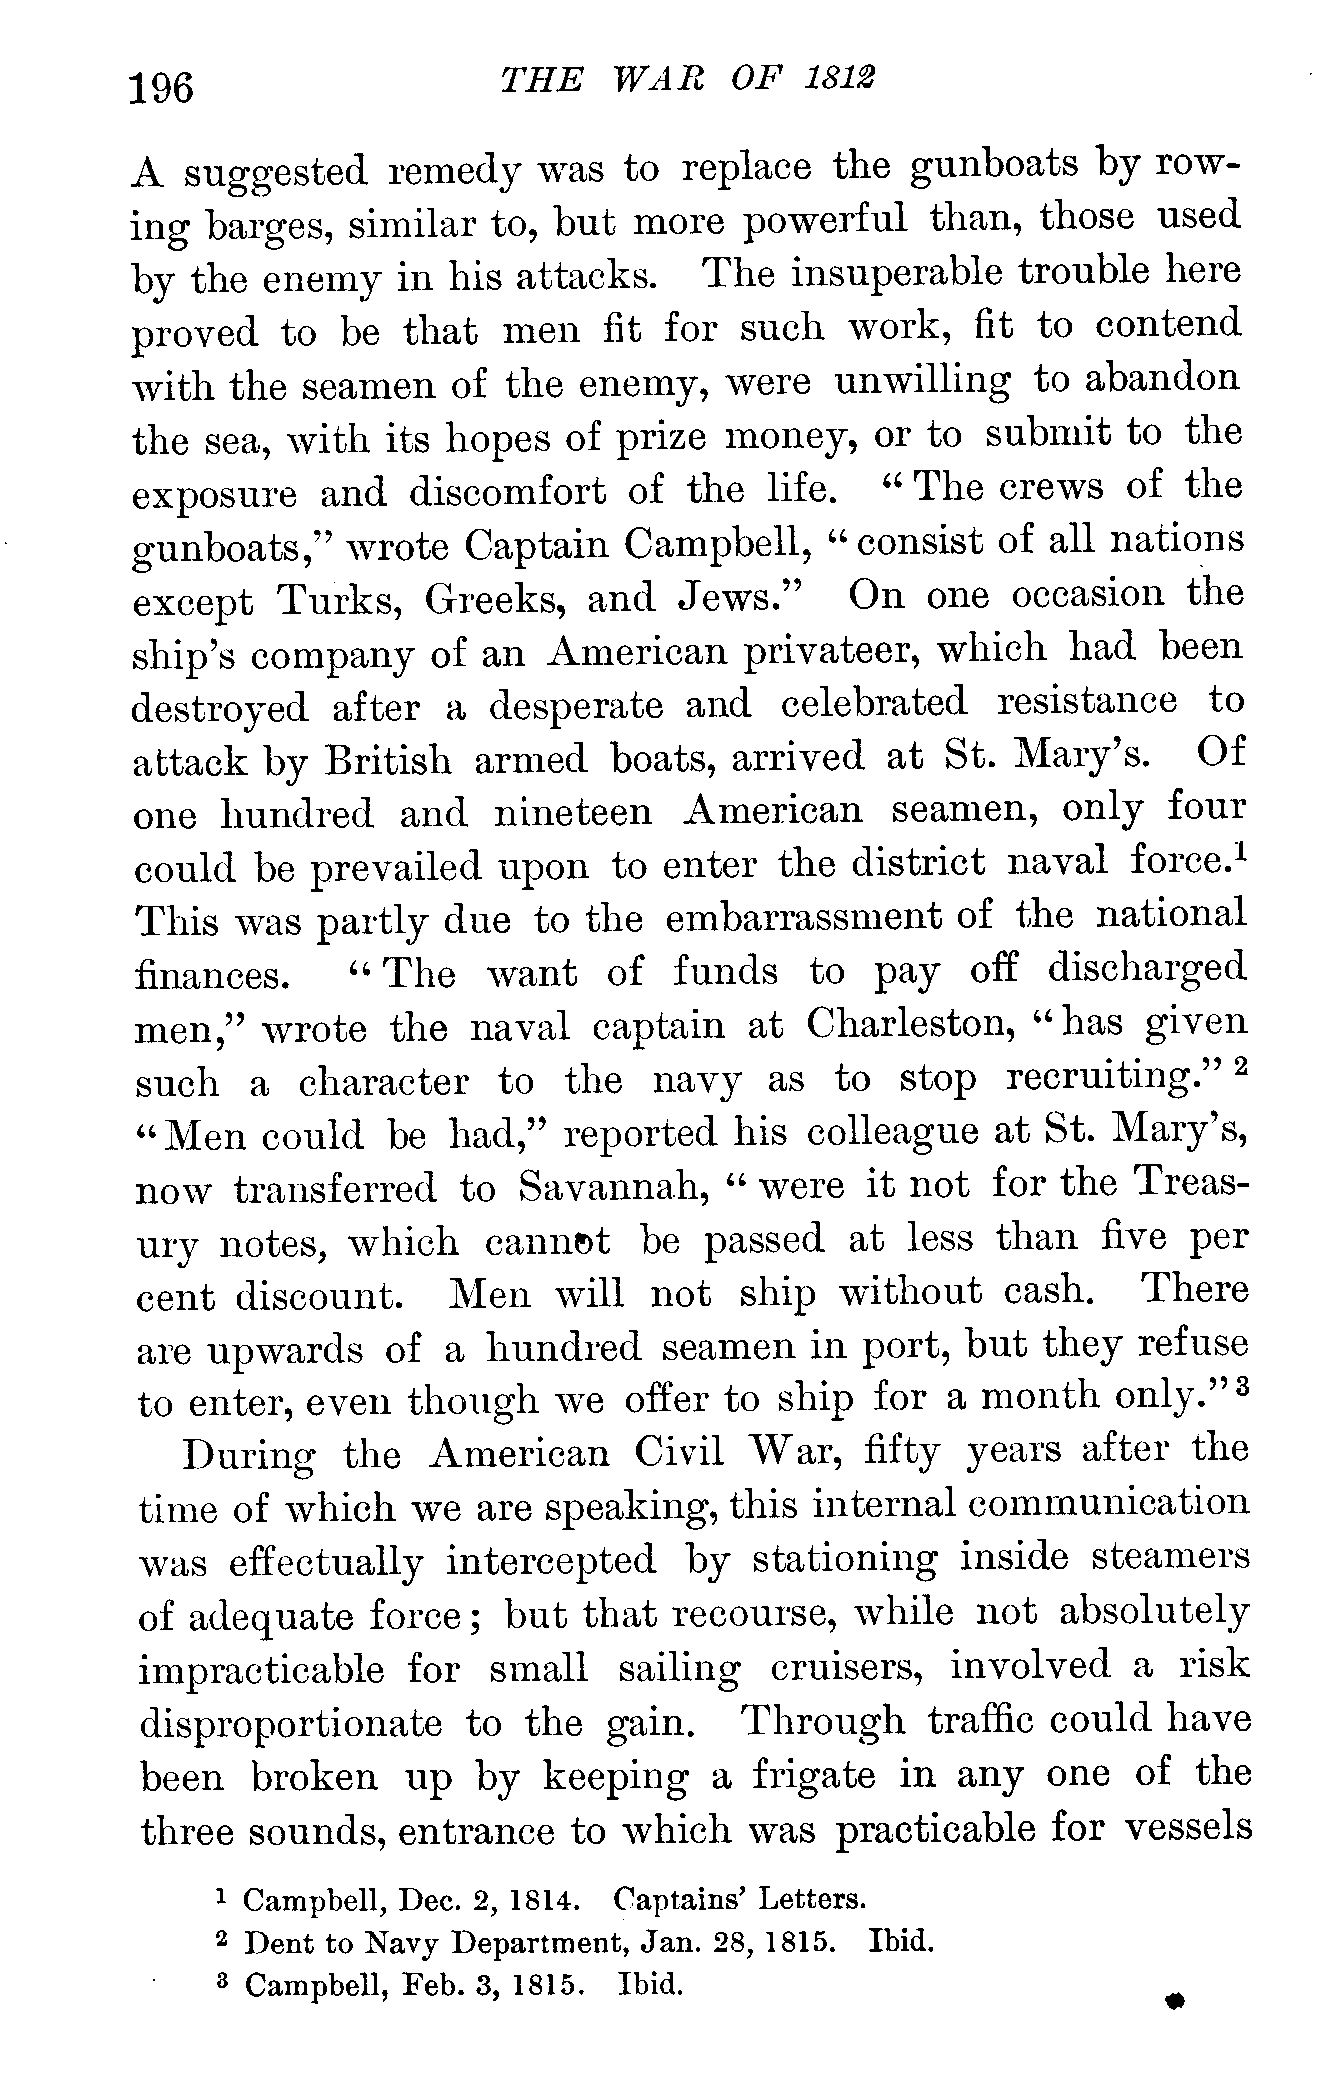 196 THE WAR OF 1812
A suggested remedy was to replace the gunboats by row-
ing barges, similar to, but more powerful than, those used
by the enemy in his attacks. The insuperable trouble here
proved to be that men fit for such work, fit to contend
with the seamen of the enemy, were unwilling to abandon
the sea, with its hopes of prize money, or to submit to the
exposure and discomfort of the life. “The crews of the
gunboats,” wrote Captain Campbell, “consist of all nations
except Turks, Greeks, and Jews.” On one occasion the
ship’s company of an American privateer, which had been
destroyed after a desperate and celebrated resistance to
attack by British armed boats, arrived at St. Mary’s. Of
one hundred and nineteen American seamen, only four
could be prevailed upon to enter the district naval force.¹
This was partly due to the embarrassment of the national
finances. “The want of funds to pay off discharged
men,” wrote the naval captain at Charleston, “has given
such a character to the navy as to stop recruiting.” ²
“Men could be had,” reported his colleague at St. Mary’s,
now transferred to Savannah, “were it not for the Treas-
ury notes, which cannot be passed at less than five per
cent discount. Men will not ship without cash. There
are upwards of a hundred seamen in port, but they refuse
to enter, even though we offer to ship for a month only.” ³
During the American Civil War, fifty years after the
time of which we are speaking, this internal communication
was effectually intercepted by stationing inside steamers
of adequate force; but that recourse, while not absolutely
impracticable for small sailing cruisers, involved a risk
disproportionate to the gain. Through traffic could have
been broken up by keeping a frigate in any one of the
three sounds, entrance to which was practicable for vessels
¹ Campbell, Dec. 2, 1814. Captains’ Letters.
² Dent to Navy Department, Jan. 28, 1815. Ibid.
³ Campbell, Feb. 3, 1815. Ibid.